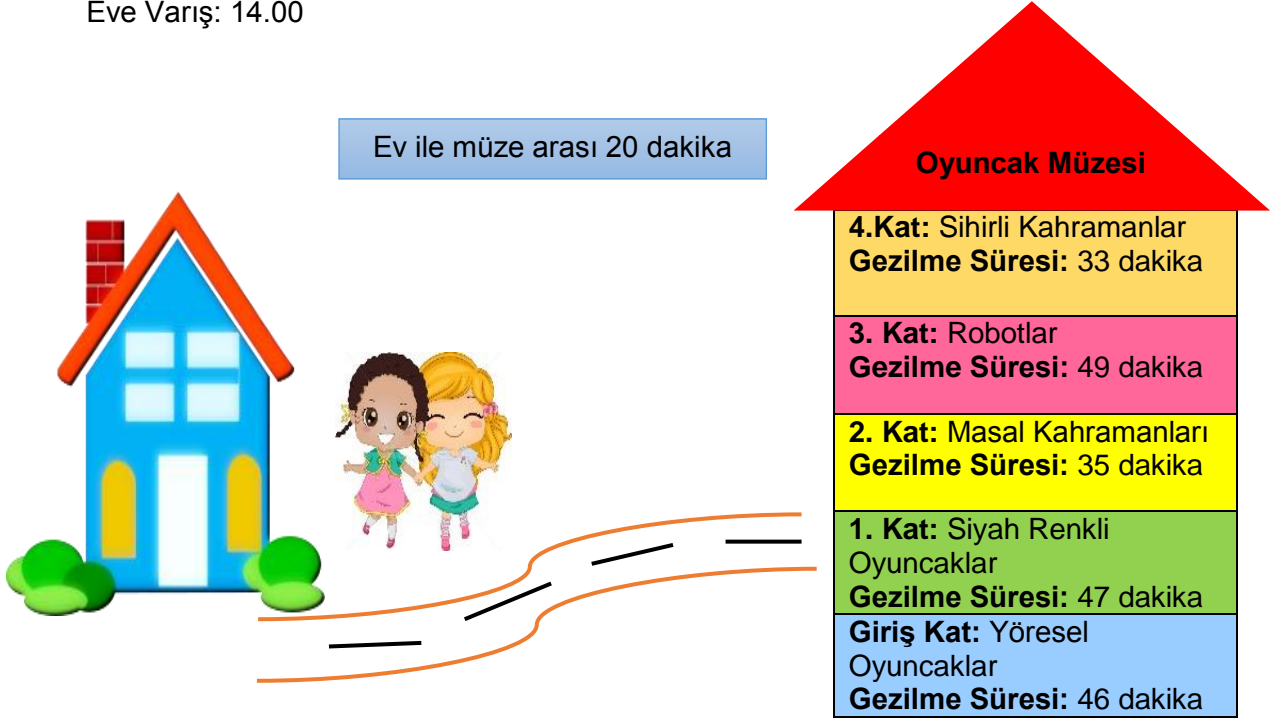 Eve Varış: 14.00
Ev ile müze arası 20 dakika
Oyuncak Müzesi
4.Kat: Sihirli Kahramanlar
Gezilme Süresi: 33 dakika
3. Kat: Robotlar
Gezilme Süresi: 49 dakika
2. Kat: Masal Kahramanları
Gezilme Süresi: 35 dakika
1. Kat: Siyah Renkli
Oyuncaklar
Gezilme Süresi: 47 dakika
Giriş Kat: Yöresel
Oyuncaklar
Gezilme Süresi: 46 dakika